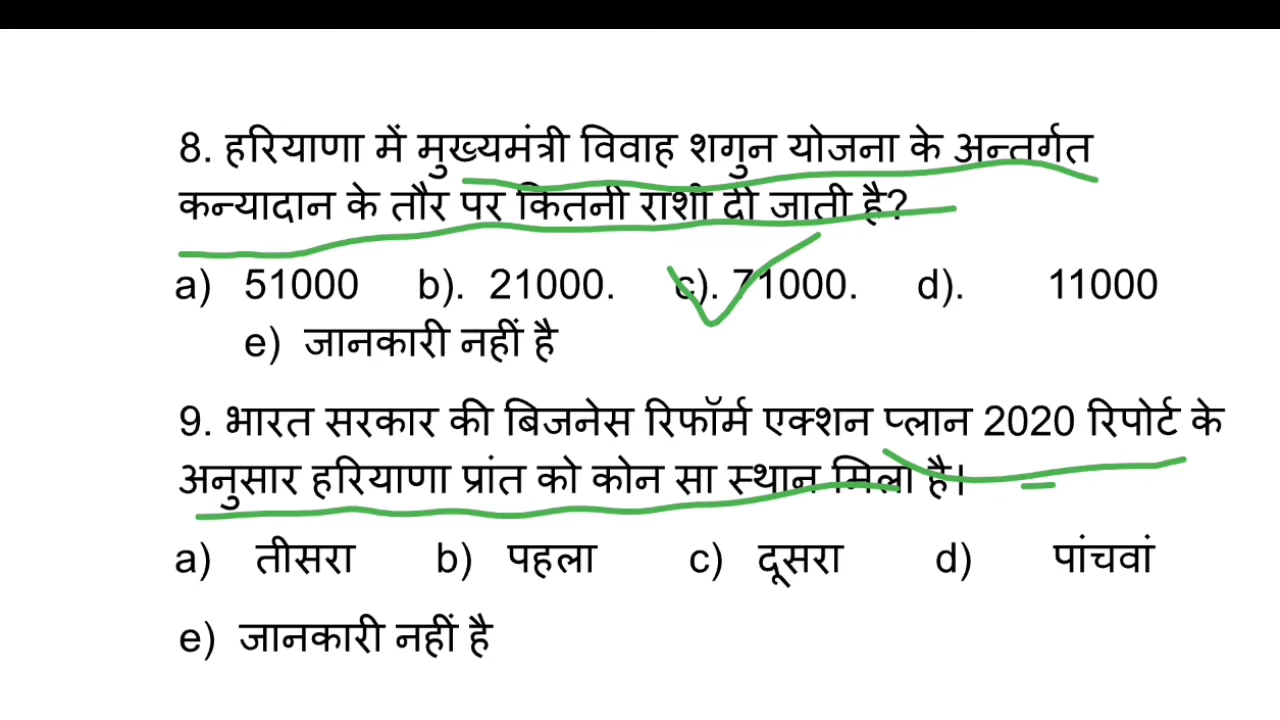 8. हरियाणा में मुख्यमंत्री विवाह शगुन योजना के अन्तर्गत
कन्यादान के तौर पर कितनी राशी दी जाती है?
a) 51000 b). 21000. c). 71000. d). 11000
e) जानकारी नहीं है
9. भारत सरकार की बिजनेस रिफॉर्म एक्शन प्लान 2020 रिपोर्ट के
अनुसार हरियाणा प्रांत को कोन सा स्थान मिला है।
a) तीसरा b) पहला c) दूसरा d) पांचवां
e) जानकारी नहीं है